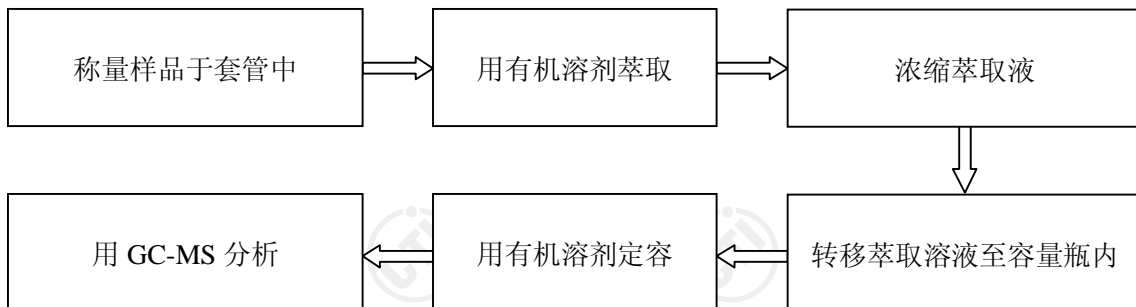 称量样品于套管中
用有机溶剂萃取
浓缩萃取液
转移萃取溶液至容量瓶内
用有机溶剂定容
用 GC-MS 分析